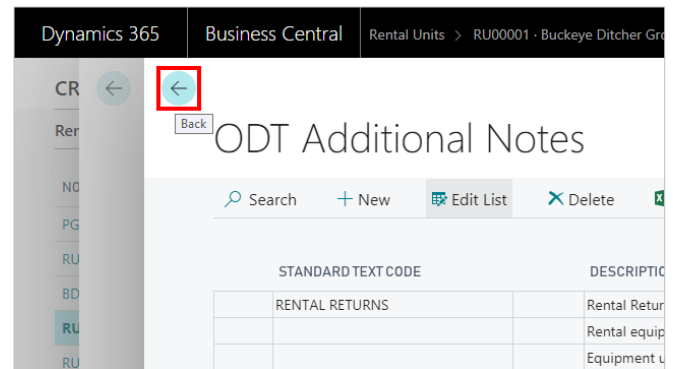 Dynamics 365 Business Central Rental Units > RU00001 · Buckeye Ditcher Gro
CR
Back
Rer
ODT Additional Notes
NO
Search + New Edit List Delete
PG
RU
STANDARD TEXT CODE DESCRIPTIO
BD
RENTAL RETURNS Rental Retur
RU
Rental equip
RU
Equipment u